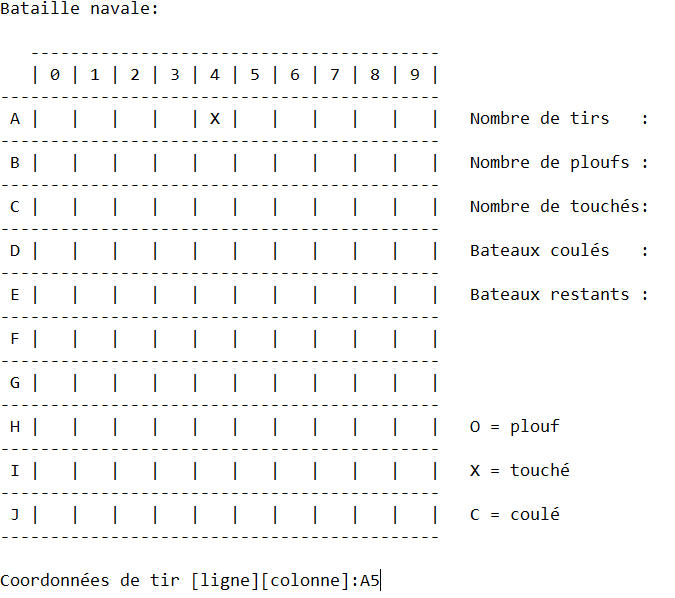 Bataille navale:
-----------------------------------------
| 0 | 1 | 2 | 3 | 4 | 5 | 6 | 7 | 8 | 9 |
--------------------------------------------
A |   |   |   |   | X |   |   |   |   |   |   Nombre de tirs   :
--------------------------------------------
B |   |   |   |   |   |   |   |   |   |   |   Nombre de ploufs :
--------------------------------------------
C |   |   |   |   |   |   |   |   |   |   |   Nombre de touchés:
--------------------------------------------
D |   |   |   |   |   |   |   |   |   |   |   Bateaux coulés   :
--------------------------------------------
E |   |   |   |   |   |   |   |   |   |   |   Bateaux restants :
--------------------------------------------
F |   |   |   |   |   |   |   |   |   |   |
--------------------------------------------
G |   |   |   |   |   |   |   |   |   |   |
--------------------------------------------
H |   |   |   |   |   |   |   |   |   |   |   O = plouf
--------------------------------------------
I |   |   |   |   |   |   |   |   |   |   |   X = touché
--------------------------------------------
J |   |   |   |   |   |   |   |   |   |   |   C = coulé
--------------------------------------------
Coordonnées de tir [ligne][colonne]:A5